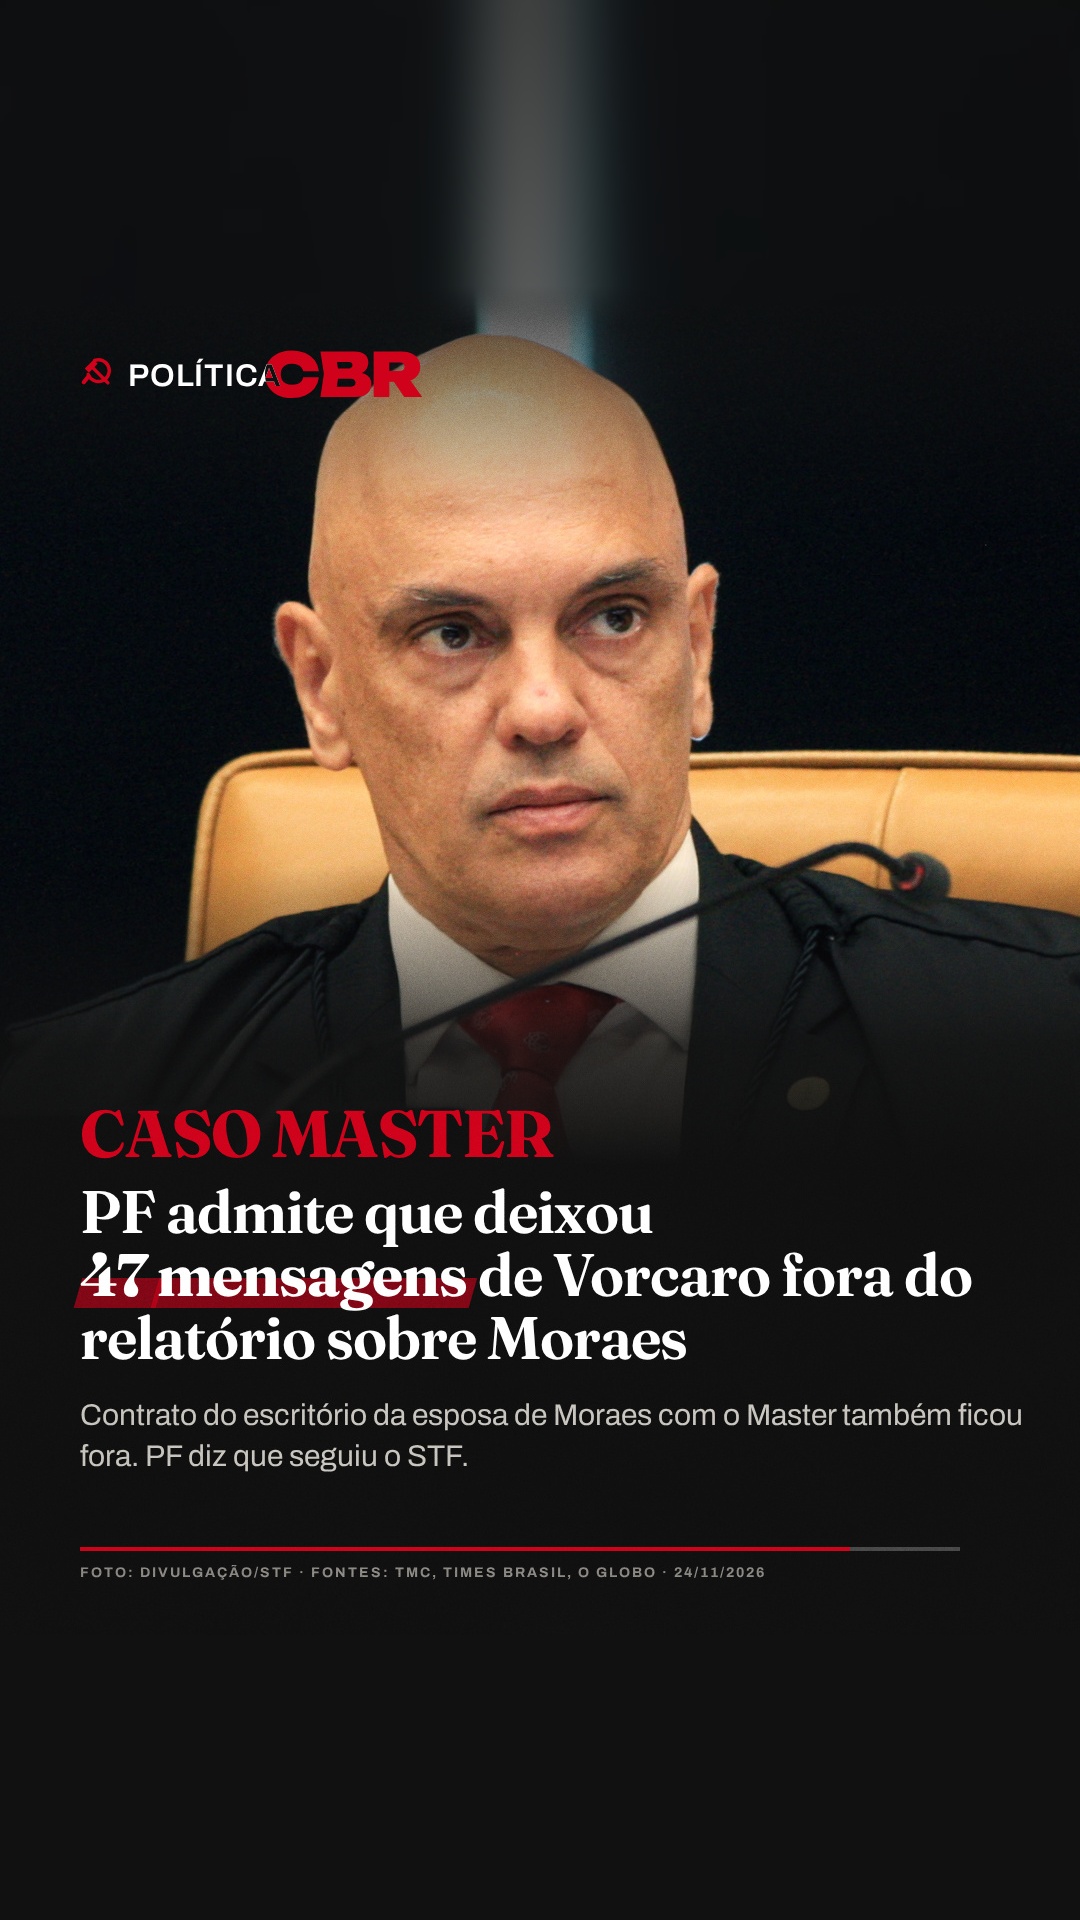 POLÍTICA CBR
CASO MASTER
PF admite que deixou
47 mensagens de Vorcaro fora do
relatório sobre Moraes
Contrato do escritório da esposa de Moraes com o Master também ficou
fora. PF diz que seguiu o STF.
FOTO: DIVULGAÇÃO/STF · FONTES: TMC, TIMES BRASIL, O GLOBO · 24/11/2026